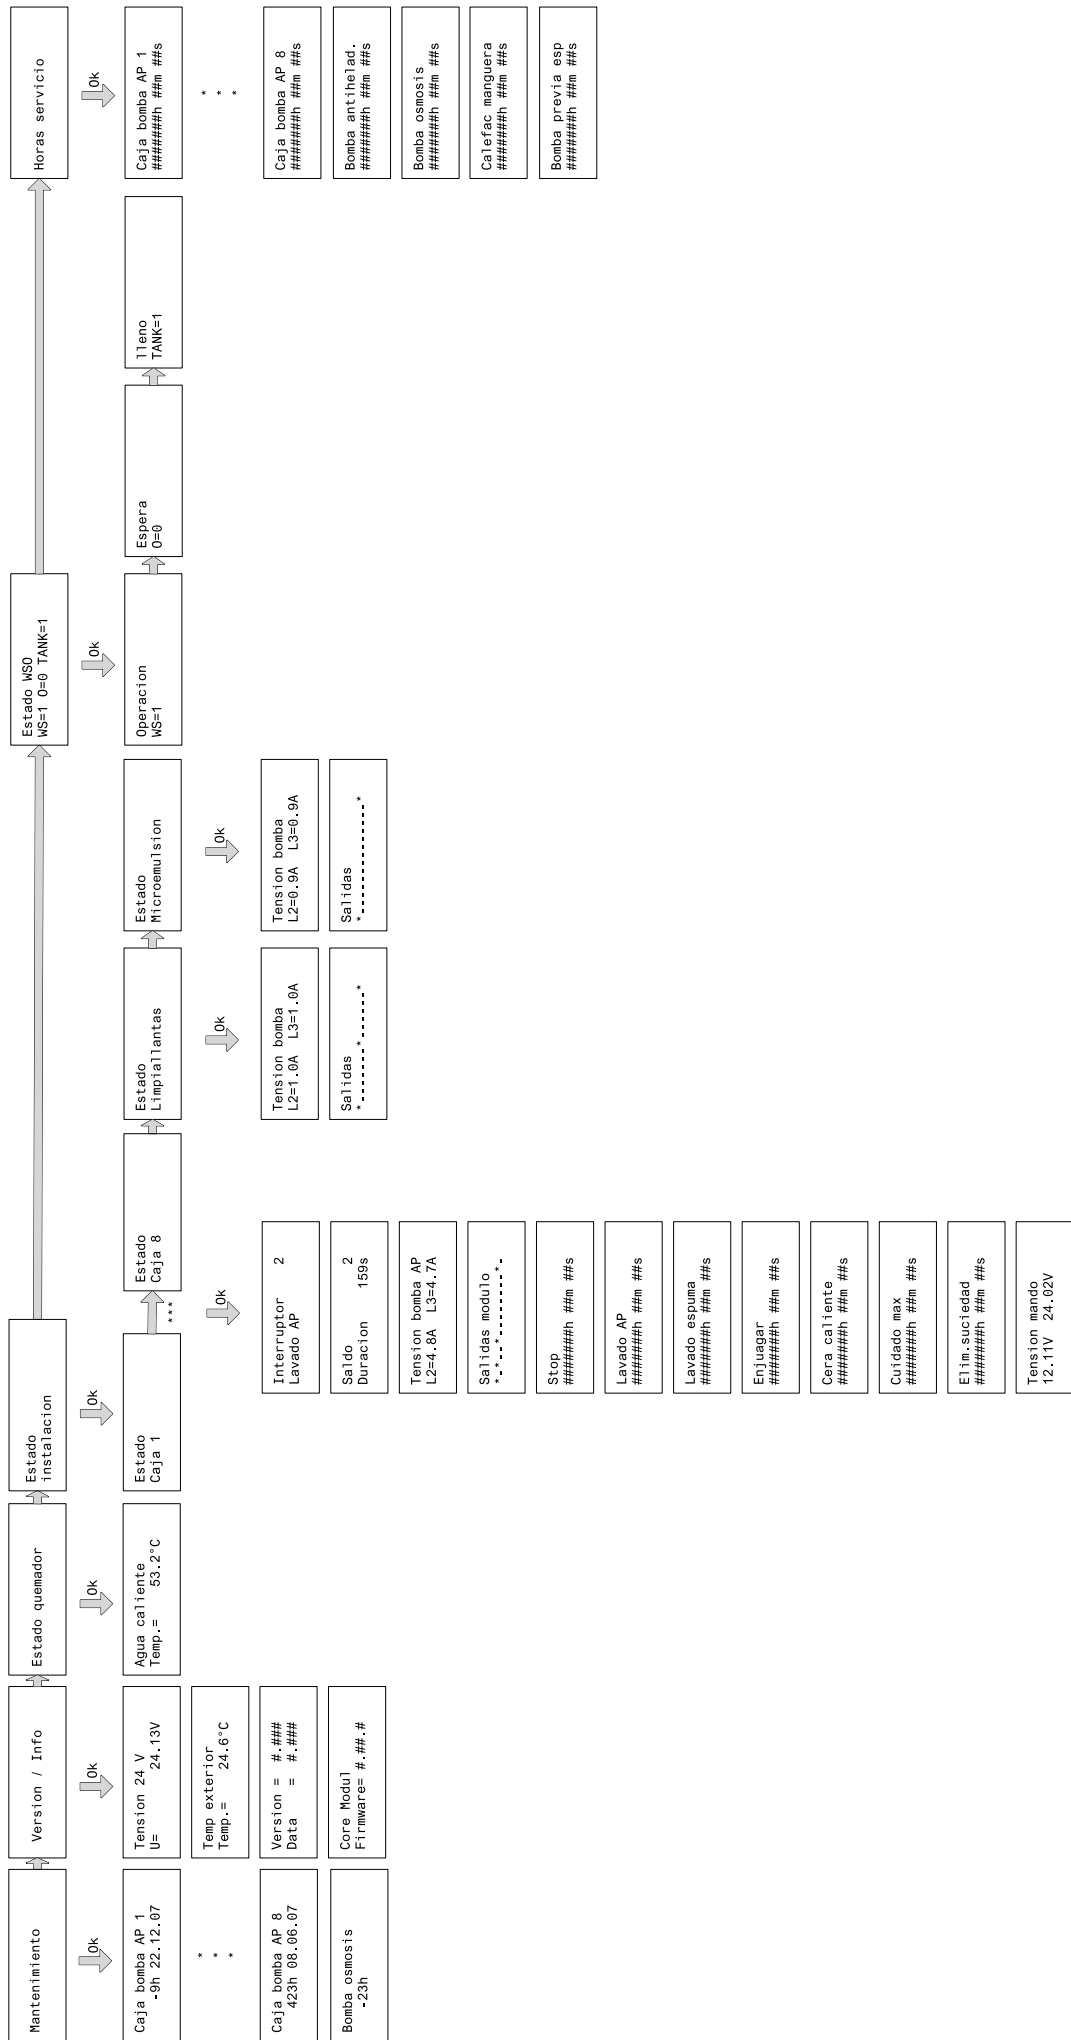 Mantenimiento
Ok
Caja bomba AP 1
-9h 22.12.07
*
*
*
Caja bomba AP 8
423h 08.06.07
Bomba osmosis
-23h
Version / Info
Ok
Tension 24 V
U= 24.13V
Temp exterior
Temp.= 24.6°C
Version = #.###
Data = #.###
Core Modul
Firmware= #.##.#
Estado quemador
Ok
Agua caliente
Temp.= 53.2°C
Estado
instalacion
Ok
Estado
Caja 1
***
Estado
Caja 8
Ok
Interruptor 2
Lavado AP
Saldo 2
Duracion 159s
Tension bomba AP
L2=4.8A L3=4.7A
Salidas modulo
*-*--*---------*-
Stop
#######h ##m ##s
Lavado AP
#######h ##m ##s
Lavado espuma
#######h ##m ##s
Enjuagar
#######h ##m ##s
Cera caliente
#######h ##m ##s
Cuidado max
#######h ##m ##s
Elim.suciedad
#######h ##m ##s
Tension mando
12.11V 24.02V
Estado
Limpiallantas
Ok
Tension bomba
L2=1.0A L3=1.0A
Salidas
*-------*------*
Estado
Microemulsion
Ok
Tension bomba
L2=0.9A L3=0.9A
Salidas
*--------------*
Estado WSO
WS=1 O=0 TANK=1
Ok
Operacion
WS=1
Espera
O=0
lleno
TANK=1
Horas servicio
Ok
Caja bomba AP 1
#######h ##m ##s
*
*
*
Caja bomba AP 8
#######h ##m ##s
Bomba antihelad.
#######h ##m ##s
Bomba osmosis
#######h ##m ##s
Calefac manguera
#######h ##m ##s
Bomba previa esp
#######h ##m ##s